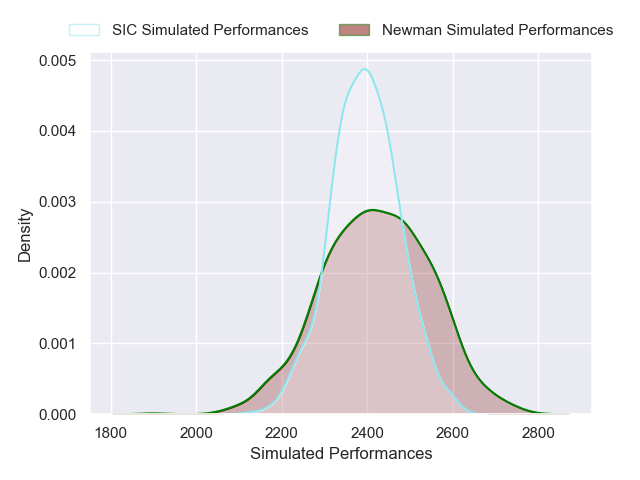 SIC Simulated Performances
Newman Simulated Performances
0.005
0.004
0.003
0.002
0.001
0.000
Density
1800 2000 2200 2400 2600 2800
Simulated Performances